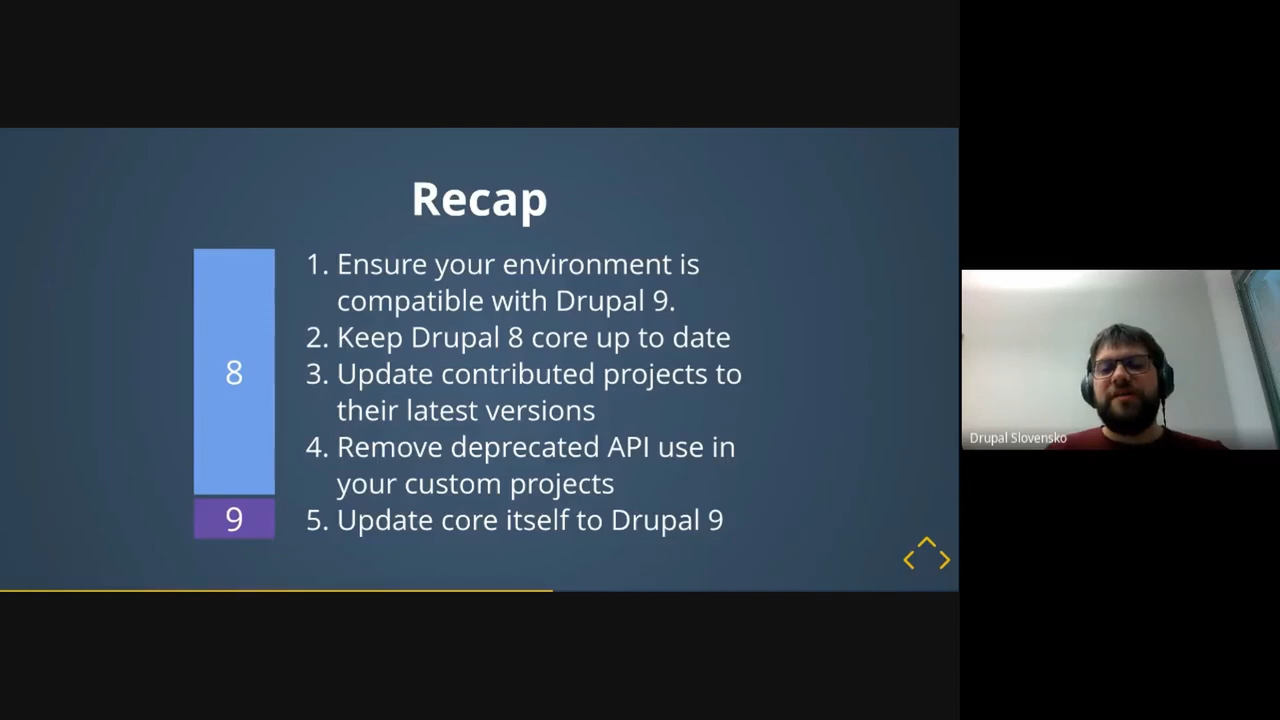 Recap
1. Ensure your environment is
compatible with Drupal 9.
2. Keep Drupal 8 core up to date
3. Update contributed projects to
their latest versions
4. Remove deprecated API use in
your custom projects
5. Update core itself to Drupal 9
8
9
Drupal Slovensko